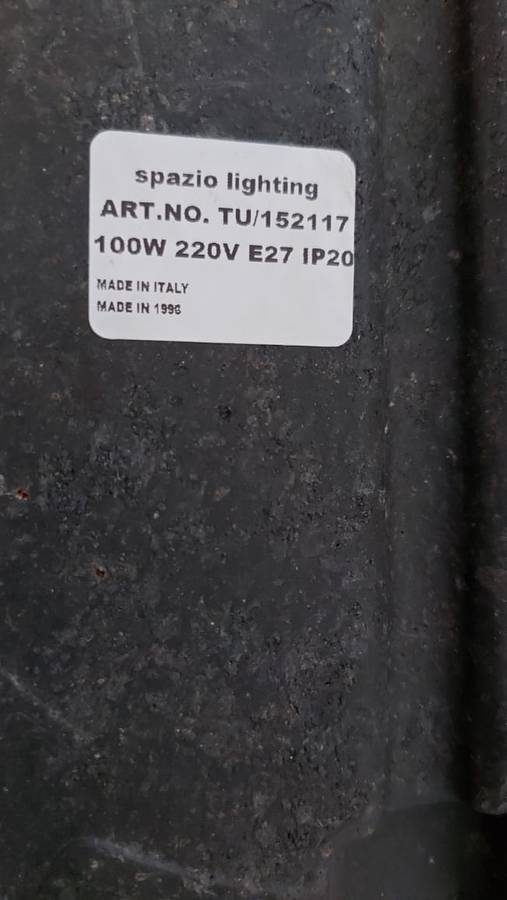 spazio lighting
ART.NO. TU/152117
100W 220V E27 IP20
MADE IN ITALY
MADE IN 1996